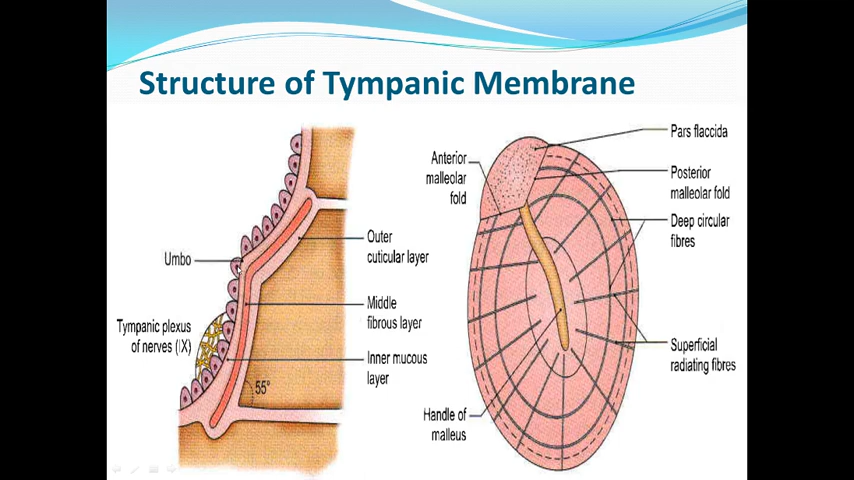 Structure of Tympanic Membrane
Umbo
Tympanic plexus
of nerves (IX)
Outer
cuticular layer
Middle
fibrous layer
Inner mucous
layer
55°
Anterior
malleolar
fold
Handle of
malleus
Pars flaccida
Posterior
malleolar fold
Deep circular
fibres
Superficial
radiating fibres